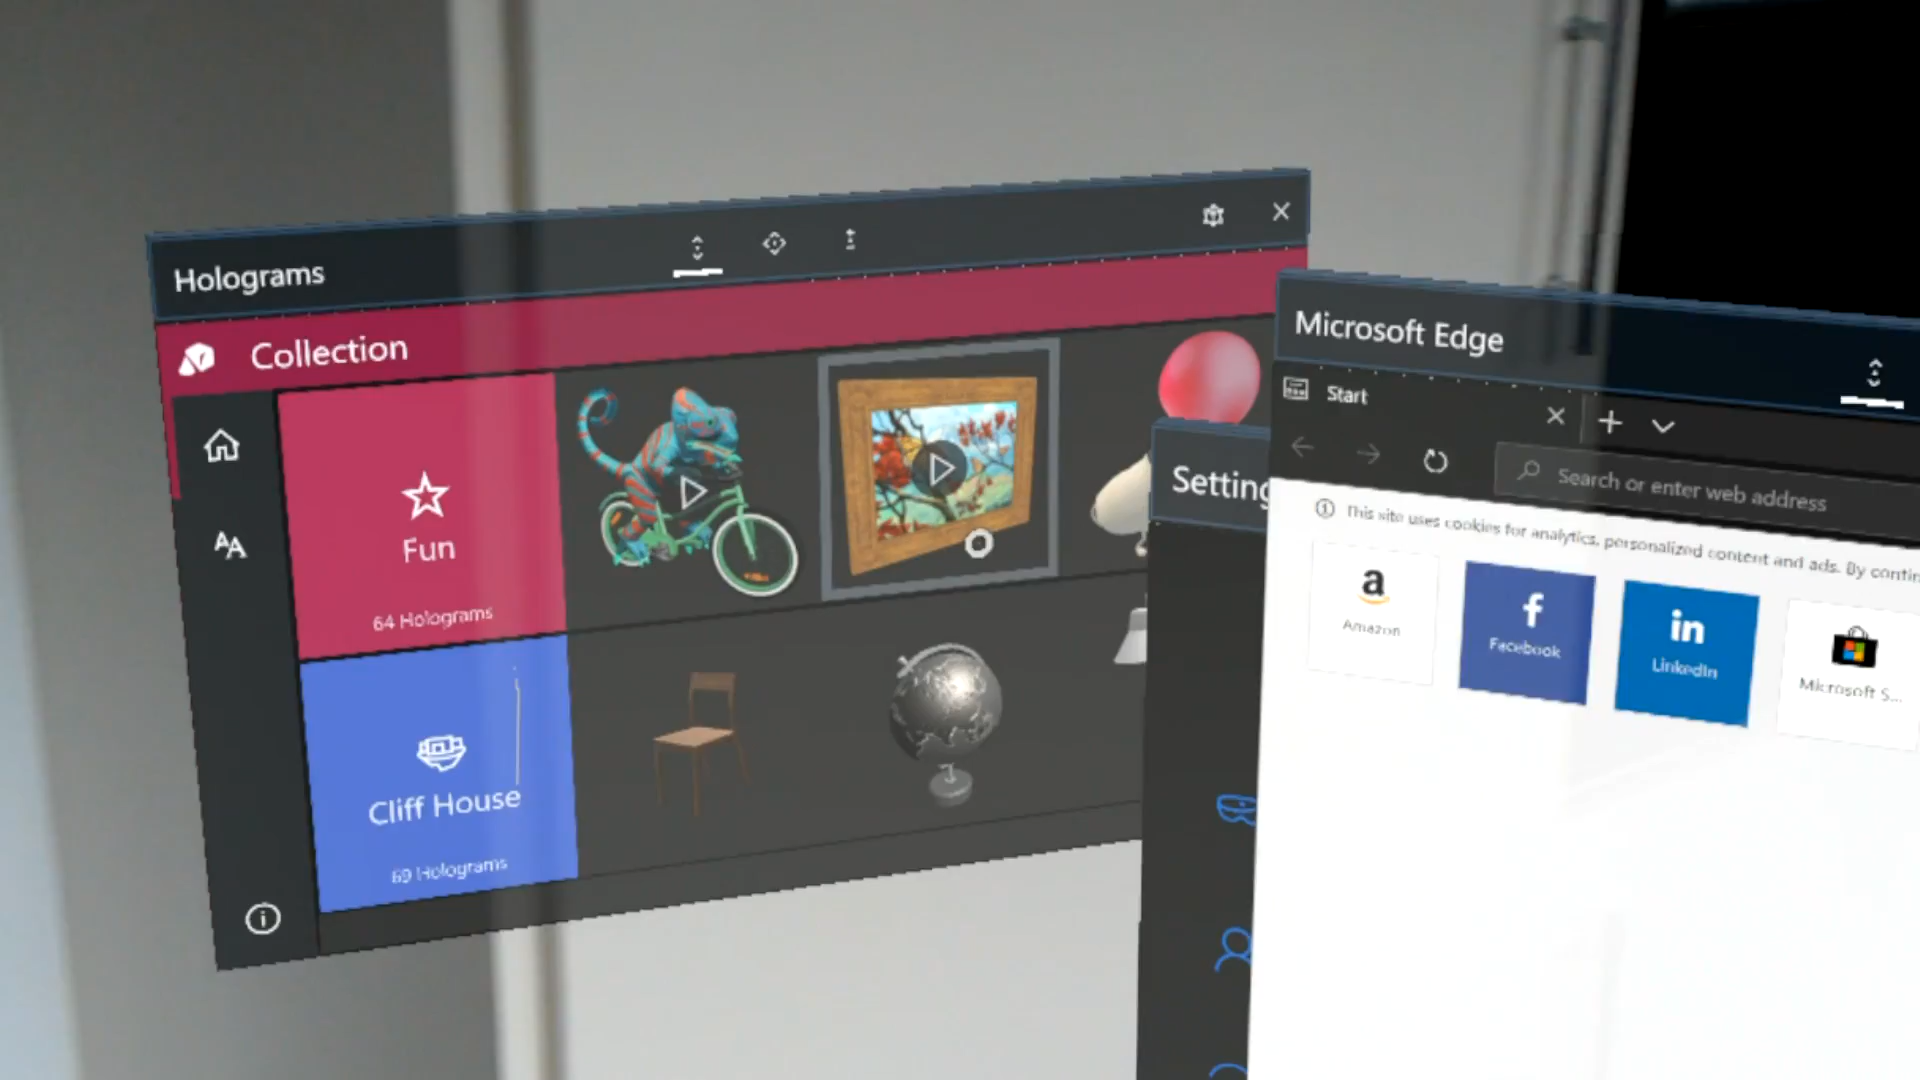 Holograms
Collection
Fun
64 Holograms
Cliff House
69 Holograms
Setting
Microsoft Edge
Start
Search or enter web address
This site uses cookies for analytics, personalized content and ads. By contin
a
Amazon
f
Facebook
in
LinkedIn
Microsoft S...